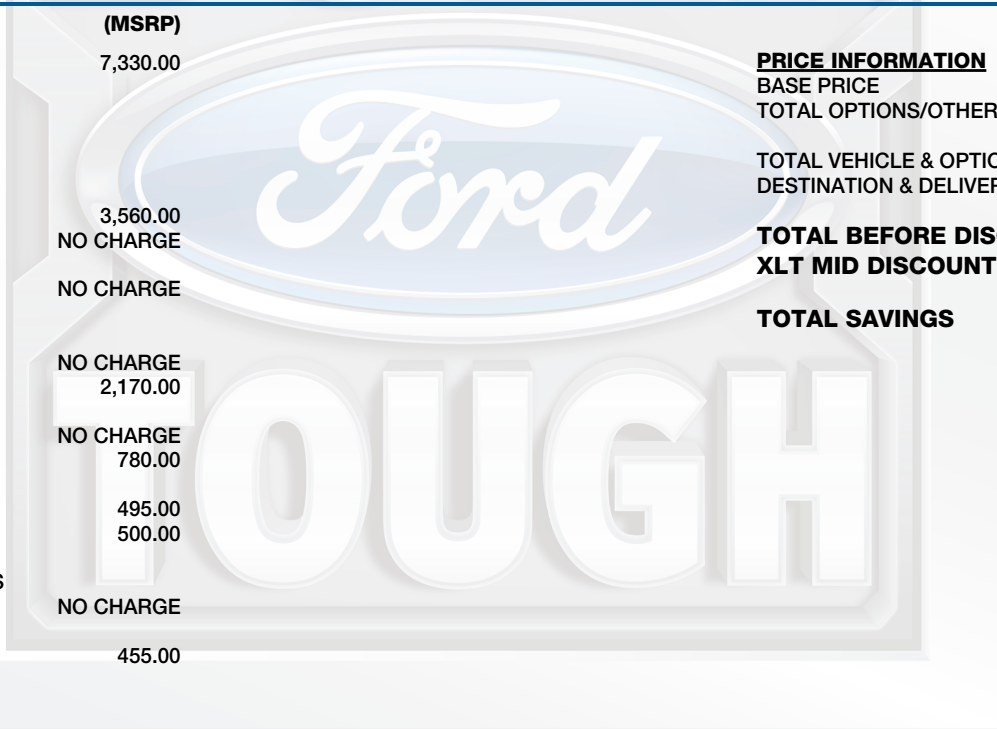 (MSRP)
7,330.00
3,560.00
NO CHARGE
NO CHARGE
NO CHARGE
2,170.00
NO CHARGE
780.00
495.00
500.00
S
NO CHARGE
455.00
Ford
TOUGH
PRICE INFORMATION
BASE PRICE
TOTAL OPTIONS/OTHER
TOTAL VEHICLE & OPTIO
DESTINATION & DELIVER
TOTAL BEFORE DIS
XLT MID DISCOUNT
TOTAL SAVINGS